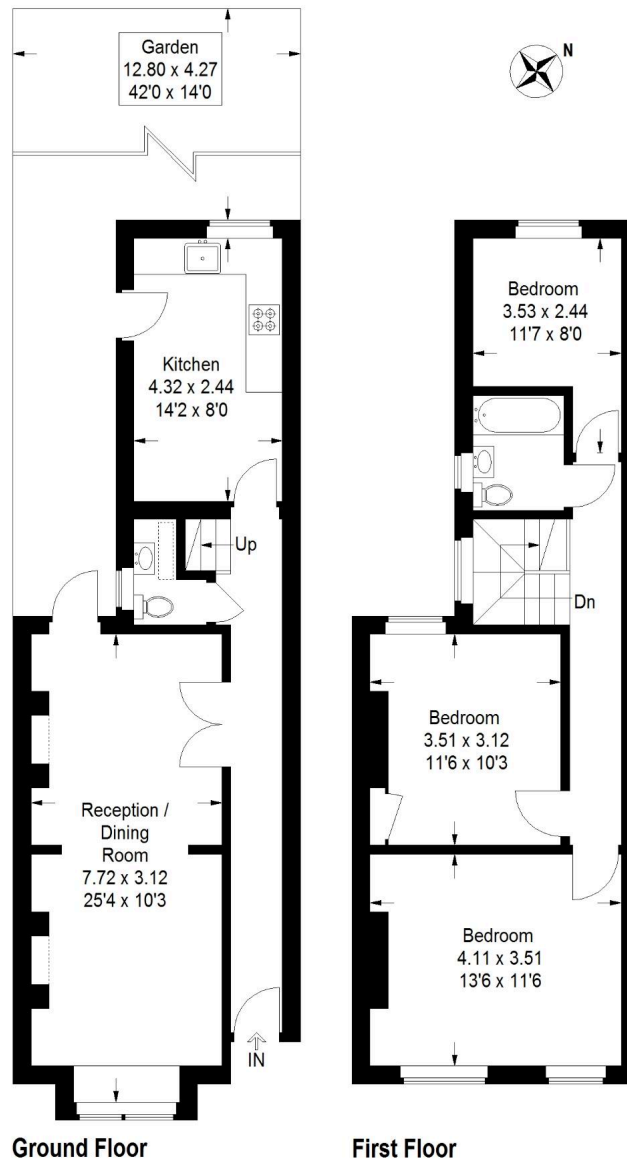 Garden
12.80 x 4.27
42'0 x 14'0
N
Kitchen
4.32 x 2.44
14'2 x 8'0
Up
Reception /
Dining
Room
7.72 x 3.12
25'4 x 10'3
IN
Ground Floor
Bedroom
3.53 x 2.44
11'7 x 8'0
Dn
Bedroom
3.51 x 3.12
11'6 x 10'3
Bedroom
4.11 x 3.51
13'6 x 11'6
First Floor